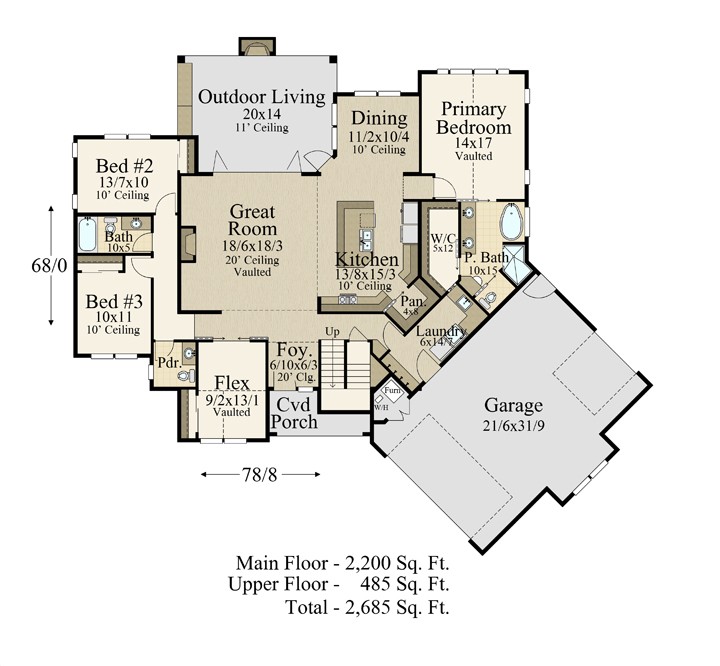 Outdoor Living
20x14
11' Ceiling
Dining
11/2x10/4
10' Ceiling
Primary
Bedroom
14x17
Vaulted
Bed #2
13/7x10
10' Ceiling
Great
Room
18/6x18/3
20' Ceiling
Vaulted
Bath
10x5
W/C
5x12
P. Bath
10x15
Kitchen
13/8x15/3
10' Ceiling
68/0
Bed #3
10x11
10' Ceiling
Pan.
4x8
Laundry
6x14/7
Up
Pdr.
Foy.
6/10x6/3
20' Clg.
Flex
9/2x13/1
Vaulted
Cvd
Porch
Furn
W/H
Garage
21/6x31/9
78/8
Main Floor - 2,200 Sq. Ft.
Upper Floor - 485 Sq. Ft.
Total - 2,685 Sq. Ft.